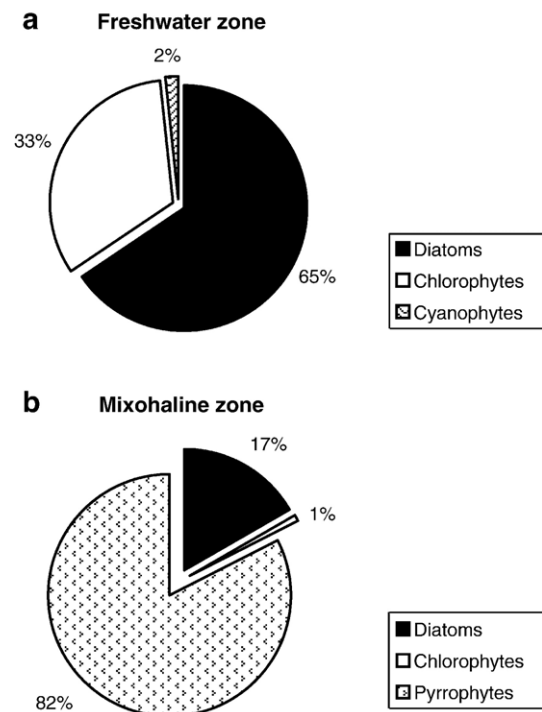 a Freshwater zone
2%
33%
65%
Diatoms
Chlorophytes
Cyanophytes
b Mixohaline zone
17%
1%
82%
Diatoms
Chlorophytes
Pyrrophytes